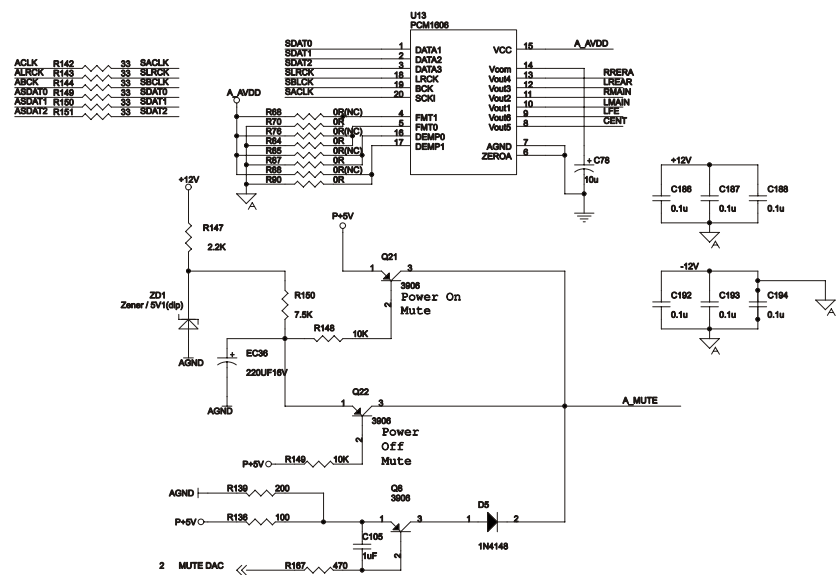 U13
PCM1606
SDAT0 1 DATA1 VCC 15 A_AVDD
SDAT1 2 DATA2
SDAT2 3 DATA3 Vcom 14
SLRCK 18 LRCK Vout4 13 RRERA
SBLCK 19 BCK Vout3 12 LREAR
SACLK 20 SCKI Vout2 11 RMAIN
Vout1 10 LMAIN
FMT1 4 Vout6 9 LFE
FMT0 5 Vout5 8 CENT
DEMP0 16 AGND 7
DEMP1 17 ZEROA 6
ACLK R142 33 SACLK
ALRCK R143 33 SLRCK
ABCK R144 33 SBCLK
ASDAT0 R149 33 SDAT0
ASDAT1 R150 33 SDAT1
ASDAT2 R151 33 SDAT2
A_AVDD
R68 0R(NC)
R70 0R
R76 0R(NC)
R84 0R
R65 0R(NC)
R87 0R
R66 0R(NC)
R90 0R
A
+ C78
10u
+12V
C186 C187 C188
0.1u 0.1u 0.1u
A
-12V
C192 C193 C194
0.1u 0.1u 0.1u
A
A
+12V
R147
2.2K
ZD1
Zener / 5V1(dip)
AGND
R150
7.5K
+ EC36
220UF16V
AGND
R148 10K
P+5V
Q21
1 3
3906
2
Power On
Mute
Q22
1 3
3906
2
Power
Off
Mute
P+5V R149 10K
A_MUTE
AGND R139 200
P+5V R136 100
Q6
3906
1 3
2
C105
1uF
D5
1 2
1N4148
2 MUTE DAC R167 470